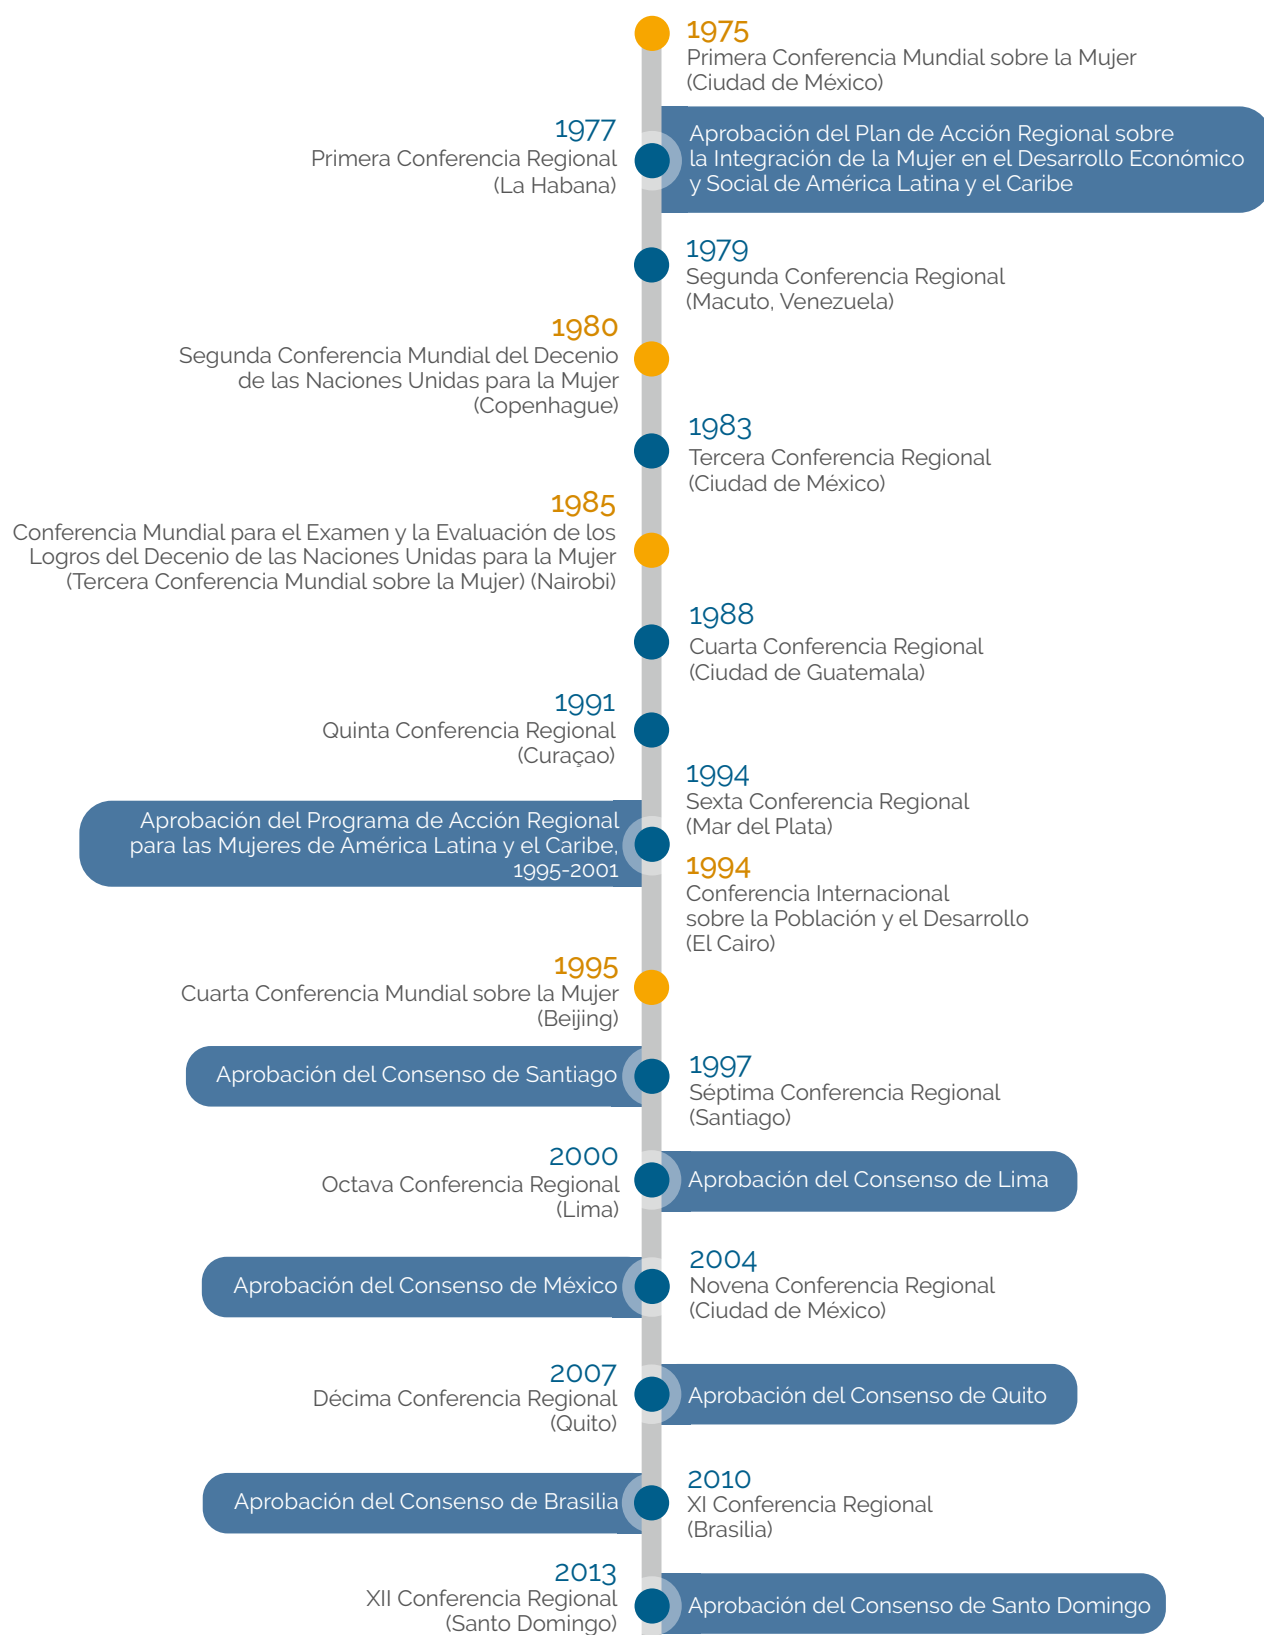 1975
Primera Conferencia Mundial sobre la Mujer
(Ciudad de México)
1977
Primera Conferencia Regional
(La Habana)
Aprobación del Plan de Acción Regional sobre
la Integración de la Mujer en el Desarrollo Económico
y Social de América Latina y el Caribe
1979
Segunda Conferencia Regional
(Macuto, Venezuela)
1980
Segunda Conferencia Mundial del Decenio
de las Naciones Unidas para la Mujer
(Copenhague)
1983
Tercera Conferencia Regional
(Ciudad de México)
1985
Conferencia Mundial para el Examen y la Evaluación de los
Logros del Decenio de las Naciones Unidas para la Mujer
(Tercera Conferencia Mundial sobre la Mujer) (Nairobi)
1988
Cuarta Conferencia Regional
(Ciudad de Guatemala)
1991
Quinta Conferencia Regional
(Curaçao)
1994
Sexta Conferencia Regional
(Mar del Plata)
Aprobación del Programa de Acción Regional
para las Mujeres de América Latina y el Caribe,
1995-2001
1994
Conferencia Internacional
sobre la Población y el Desarrollo
(El Cairo)
1995
Cuarta Conferencia Mundial sobre la Mujer
(Beijing)
Aprobación del Consenso de Santiago
1997
Séptima Conferencia Regional
(Santiago)
2000
Octava Conferencia Regional
(Lima)
Aprobación del Consenso de Lima
Aprobación del Consenso de México
2004
Novena Conferencia Regional
(Ciudad de México)
2007
Décima Conferencia Regional
(Quito)
Aprobación del Consenso de Quito
Aprobación del Consenso de Brasilia
2010
XI Conferencia Regional
(Brasilia)
2013
XII Conferencia Regional
(Santo Domingo)
Aprobación del Consenso de Santo Domingo